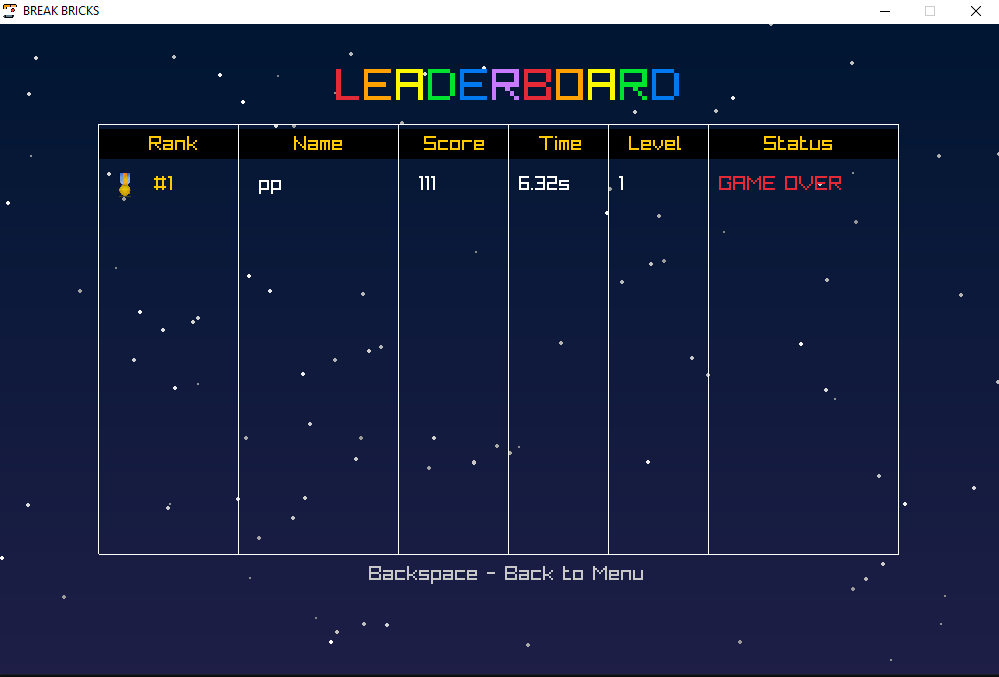 BREAK BRICKS
LEADERBOARD
Rank Name Score Time Level Status
#1 pp 111 6.32s 1 GAME OVER
Backspace - Back to Menu